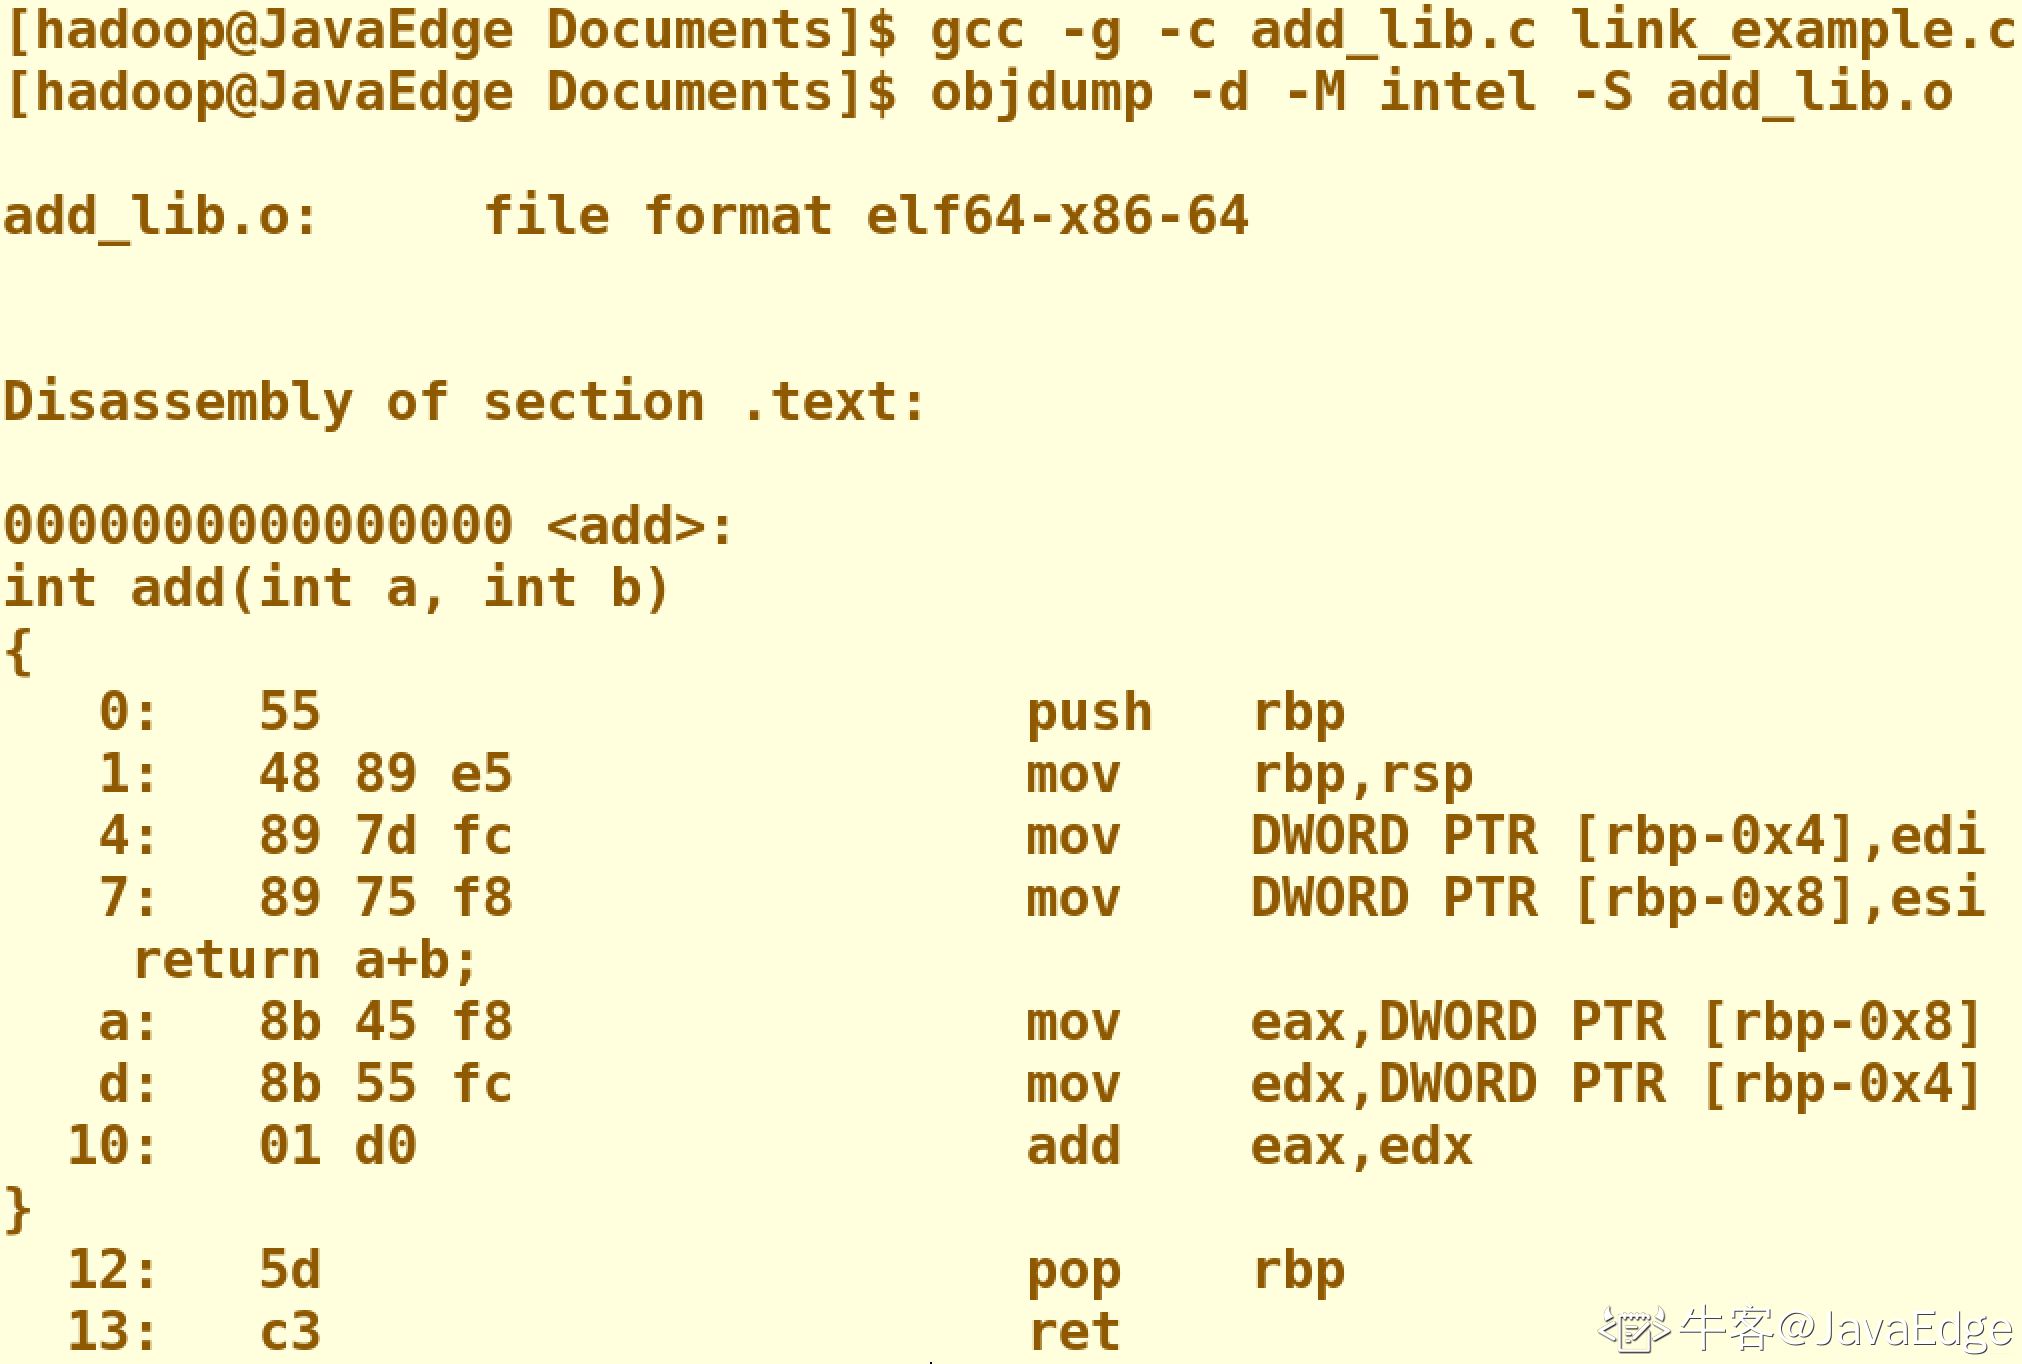 [hadoop@JavaEdge Documents]$ gcc -g -c add_lib.c link_example.c
[hadoop@JavaEdge Documents]$ objdump -d -M intel -S add_lib.o
add_lib.o:     file format elf64-x86-64
Disassembly of section .text:
0000000000000000 <add>:
int add(int a, int b)
{
   0:   55                      push   rbp
   1:   48 89 e5                mov    rbp,rsp
   4:   89 7d fc                mov    DWORD PTR [rbp-0x4],edi
   7:   89 75 f8                mov    DWORD PTR [rbp-0x8],esi
    return a+b;
   a:   8b 45 f8                mov    eax,DWORD PTR [rbp-0x8]
   d:   8b 55 fc                mov    edx,DWORD PTR [rbp-0x4]
  10:   01 d0                   add    eax,edx
}
  12:   5d                      pop    rbp
  13:   c3                      ret
牛客@JavaEdge